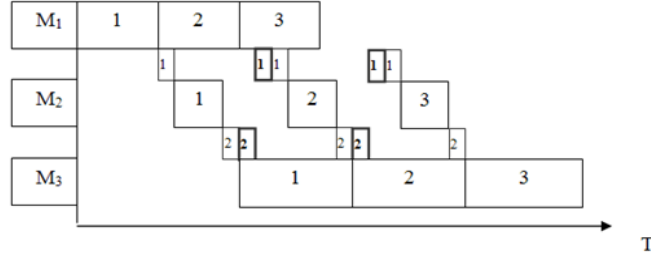 M₁ 1 2 3
1 1 1 1 1
M₂ 1 2 3
2 2 2 2 2
M₃ 1 2 3
T